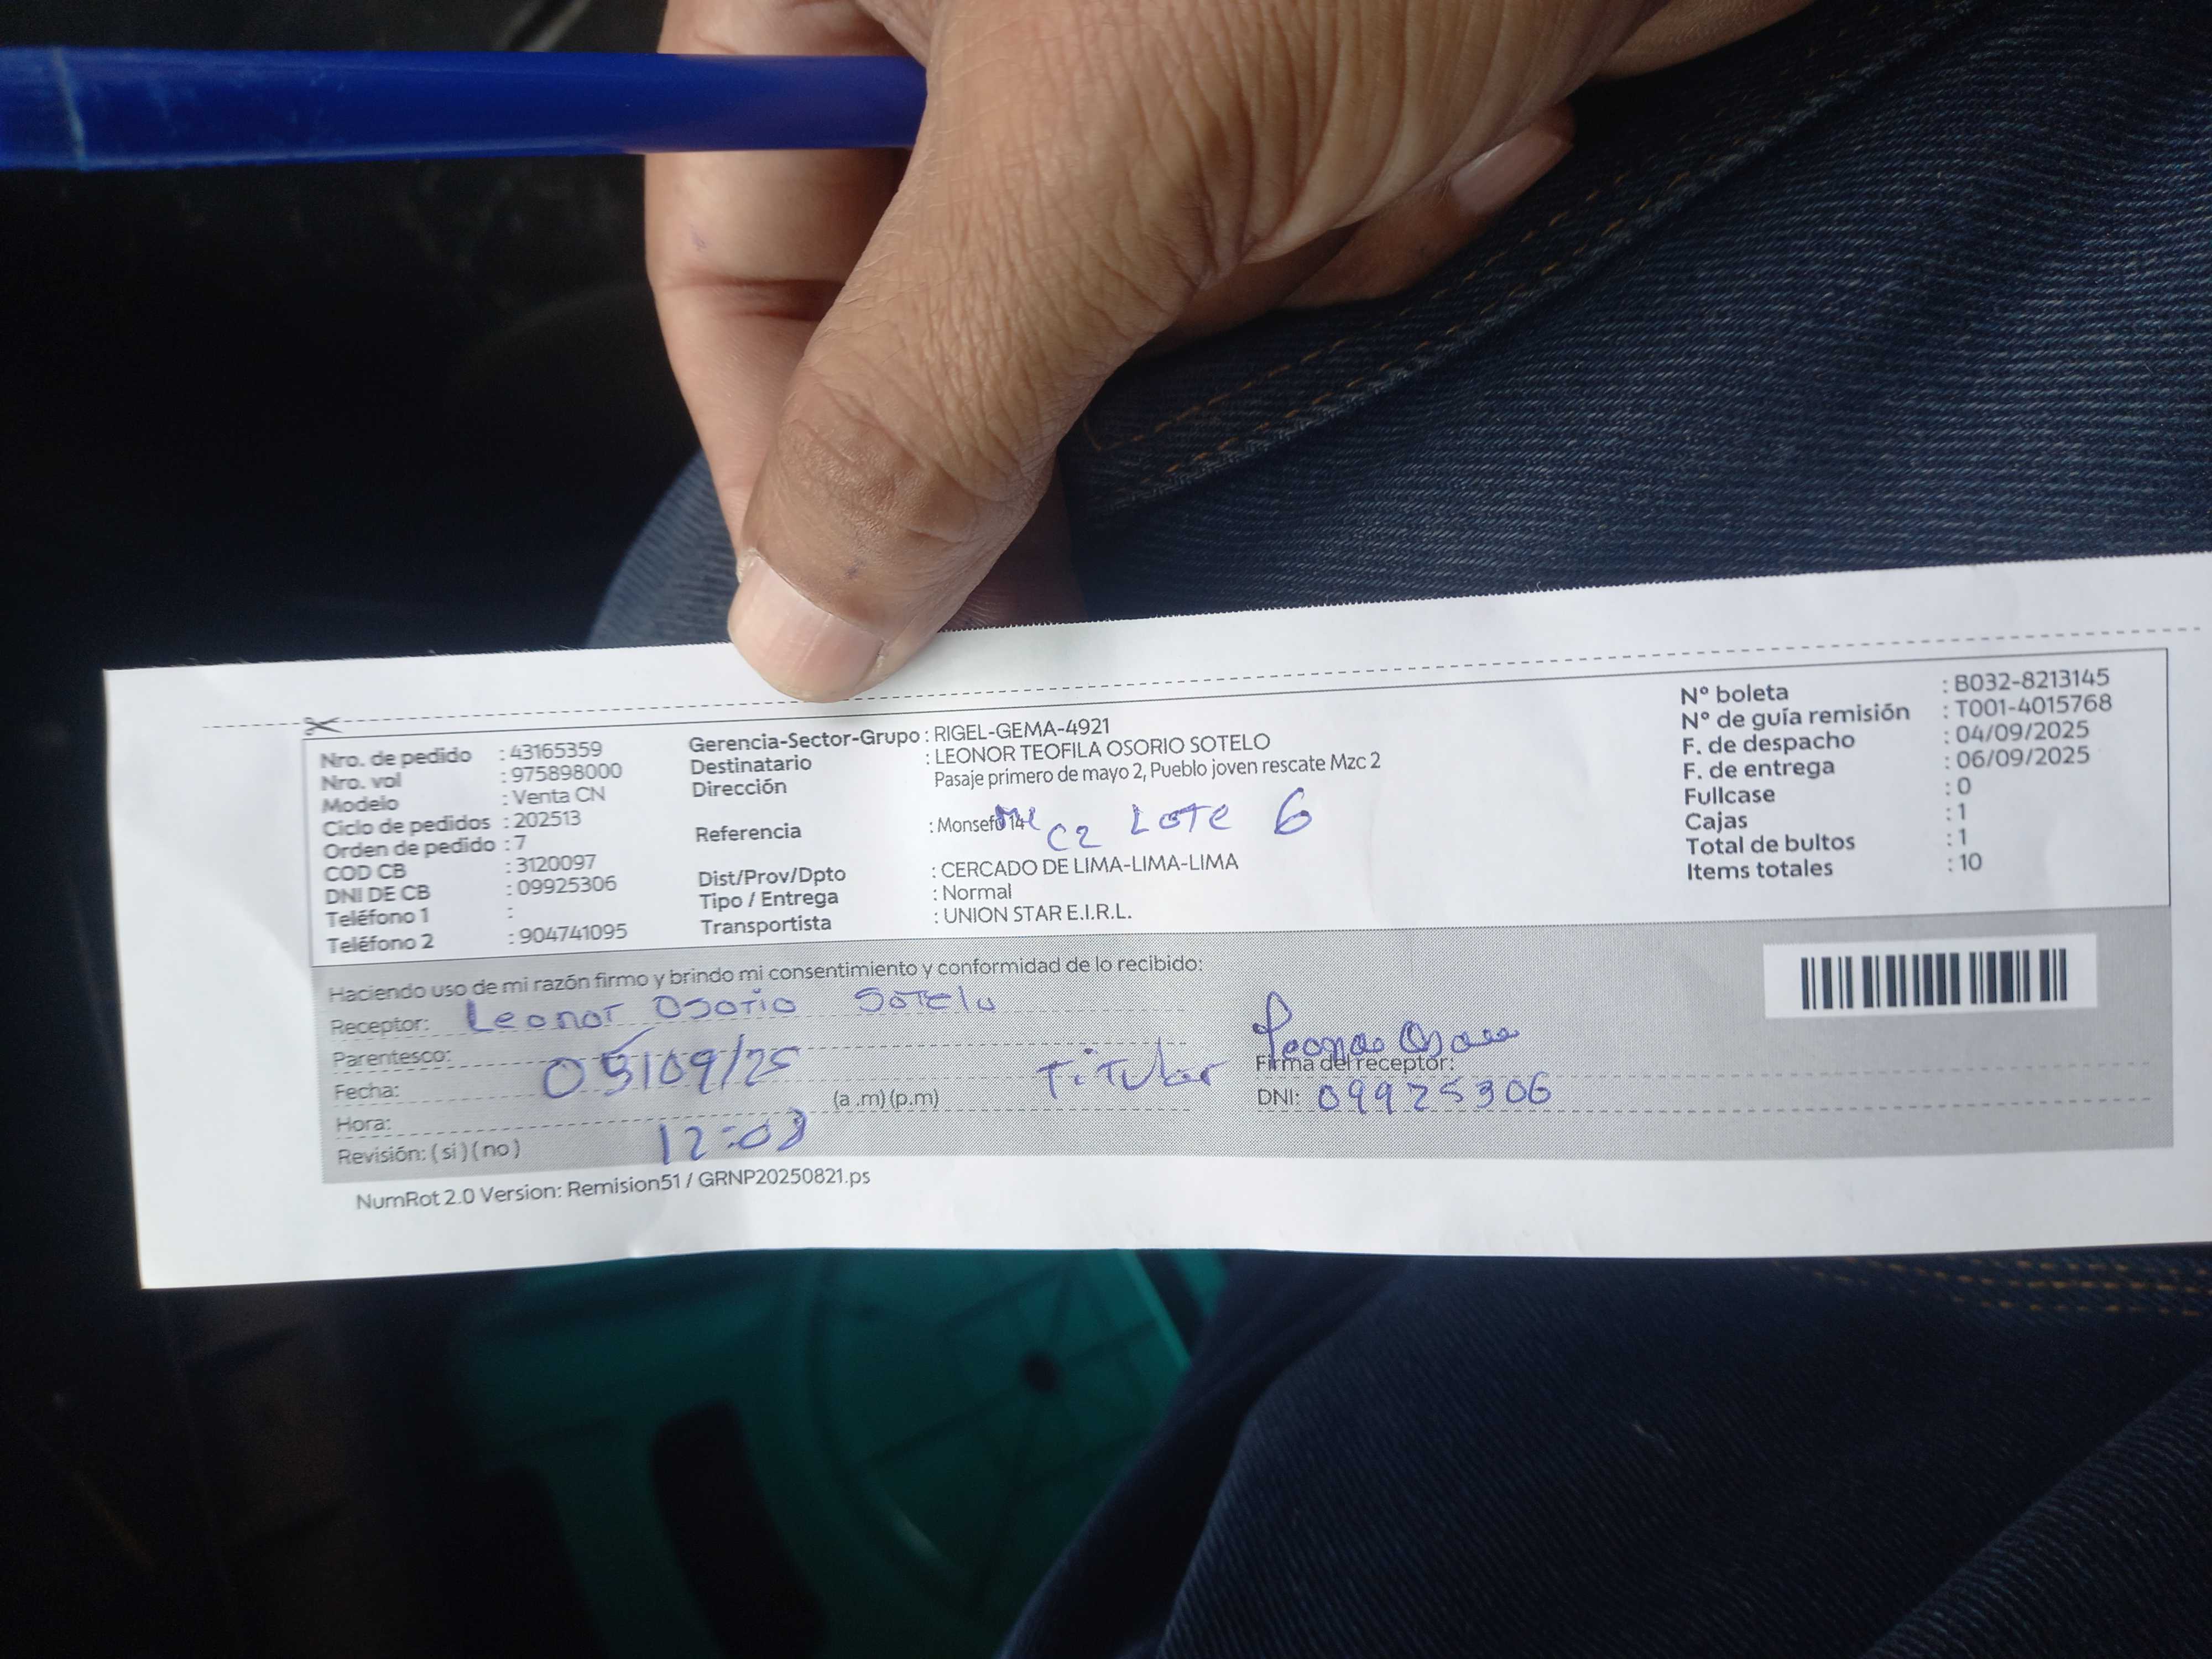 Nro. de pedido : 43165359
Nro. vol : 975898000
Modelo : Venta CN
Ciclo de pedidos : 202513
Orden de pedido : 7
COD CB : 3120097
DNI DE CB : 09925306
Teléfono 1 :
Teléfono 2 : 904741095
Gerencia-Sector-Grupo : RIGEL-GEMA-4921
Destinatario : LEONOR TEOFILA OSORIO SOTELO
Dirección Pasaje primero de mayo 2, Pueblo joven rescate Mzc 2
Referencia : Monsefú 14 C2 LOTE 6
Dist/Prov/Dpto : CERCADO DE LIMA-LIMA-LIMA
Tipo / Entrega : Normal
Transportista : UNION STAR E.I.R.L.
N° boleta : B032-8213145
N° de guía remisión : T001-4015768
F. de despacho : 04/09/2025
F. de entrega : 06/09/2025
Fullcase : 0
Cajas : 1
Total de bultos : 1
Items totales : 10
Haciendo uso de mi razón firmo y brindo mi consentimiento y conformidad de lo recibido:
Receptor: Leonor Osorio Sotelo
Parentesco: Titular
Fecha: 05/09/25
Hora: 12:03 (a .m) (p.m)
Revisión: ( si ) ( no )
Firma del receptor:
DNI: 09925306
NumRot 2.0 Version: Remision51 / GRNP20250821.ps